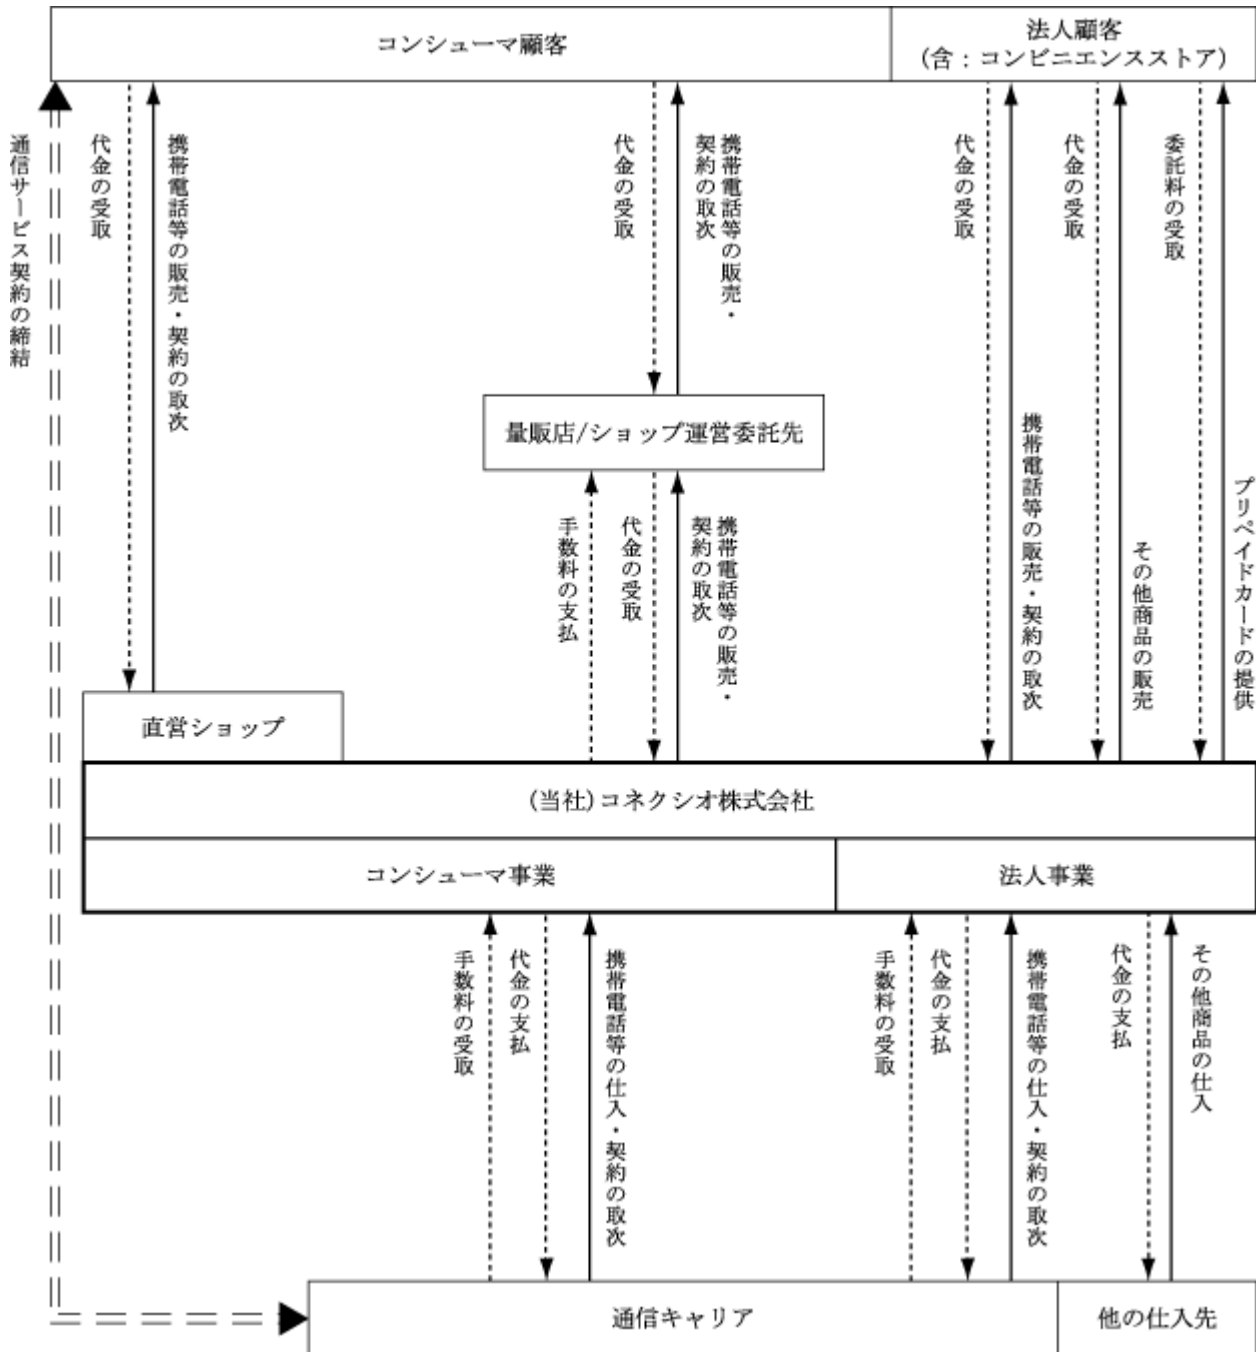 コンシューマ顧客
法人顧客
(含：コンビニエンスストア)
通信サービス契約の締結
代金の受取
携帯電話等の販売・契約の取次
代金の受取
携帯電話等の販売・
契約の取次
代金の受取
携帯電話等の販売・契約の取次
代金の受取
その他商品の販売
委託料の受取
プリペイドカードの提供
量販店/ショップ運営委託先
手数料の支払
代金の受取
携帯電話等の販売・
契約の取次
直営ショップ
(当社)コネクシオ株式会社
コンシューマ事業
法人事業
手数料の受取
代金の支払
携帯電話等の仕入・契約の取次
手数料の受取
代金の支払
携帯電話等の仕入・契約の取次
代金の支払
その他商品の仕入
通信キャリア
他の仕入先